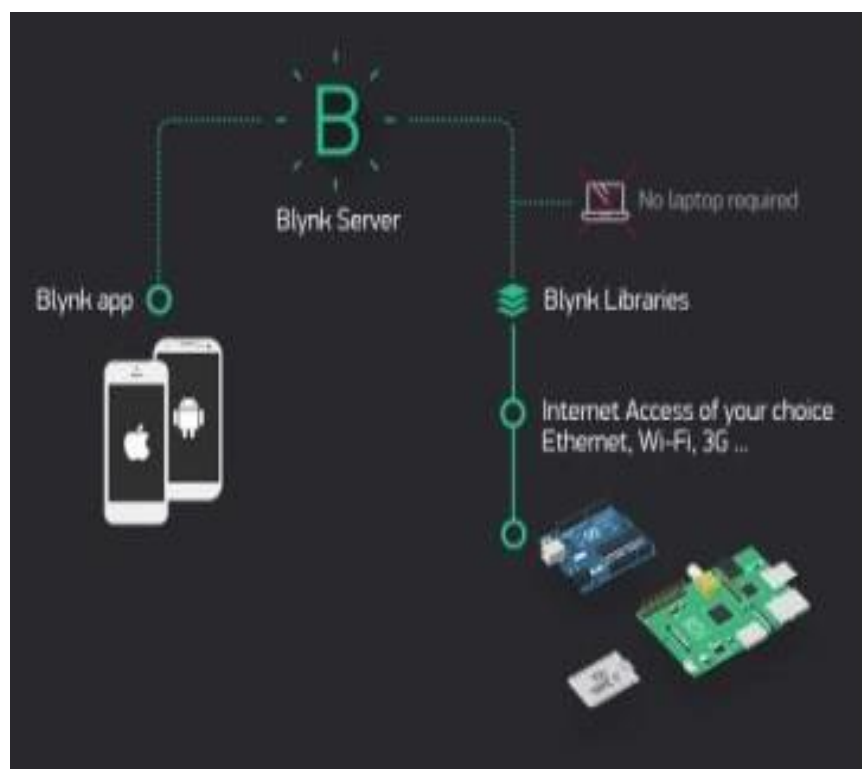 B
Blynk Server
No laptop required
Blynk app
Blynk Libraries
Internet Access of your choice
Ethernet, Wi-Fi, 3G ...